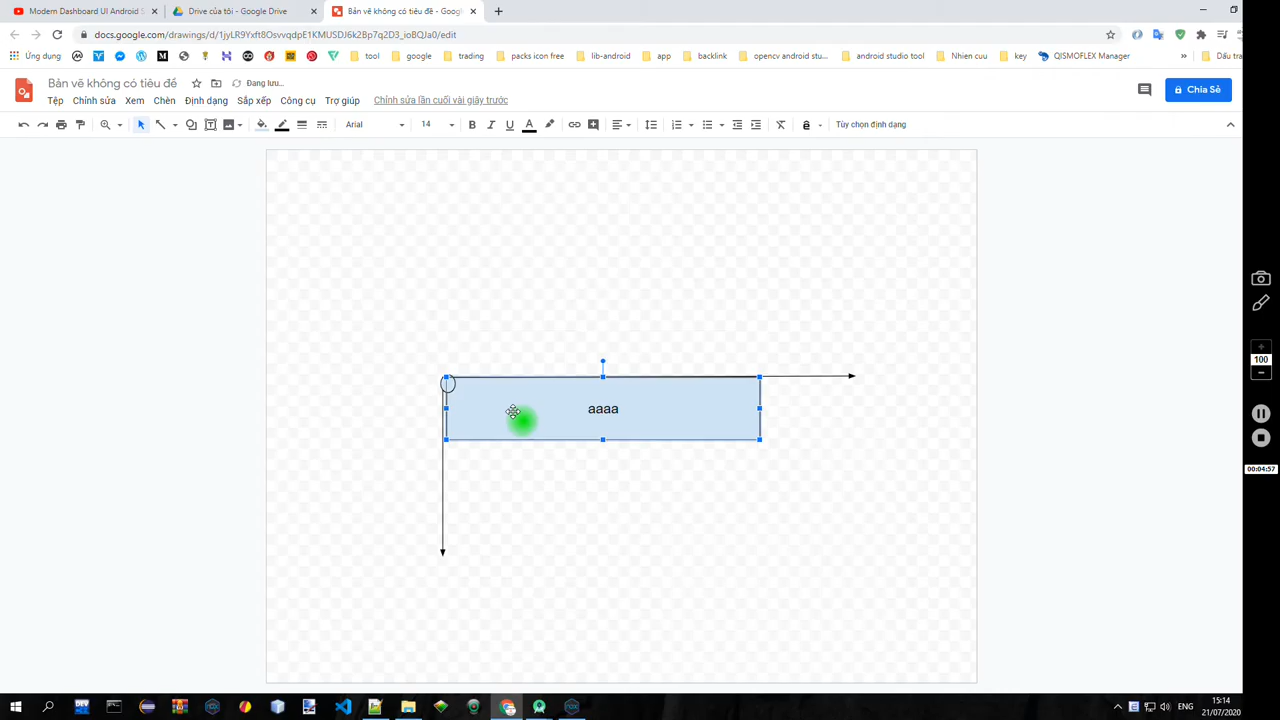 Modern Dashboard UI Android S
Drive của tôi - Google Drive
Bản vẽ không có tiêu đề - Goog
docs.google.com/drawings/d/1jyLR9Yxft8OsvvqdpE1KMUSDJ6k2Bp7q2D3_ioBQJa0/edit
Ứng dụng
tool
google
trading
packs icon free
lib-android
app
backlink
opencv android stu...
android studio tool
Nhien cuu
key
QISMOFLEX Manager
»
Dấu tra
Bản vẽ không có tiêu đề
Đang lưu...
Tệp Chỉnh sửa Xem Chèn Định dạng Sắp xếp Công cụ Trợ giúp
Chỉnh sửa lần cuối vài giây trước
Chia Sẻ
Arial
14
B I U A
Tùy chọn định dạng
aaaa
100
00:04:57
DEV
ENG
15:14
21/07/2020